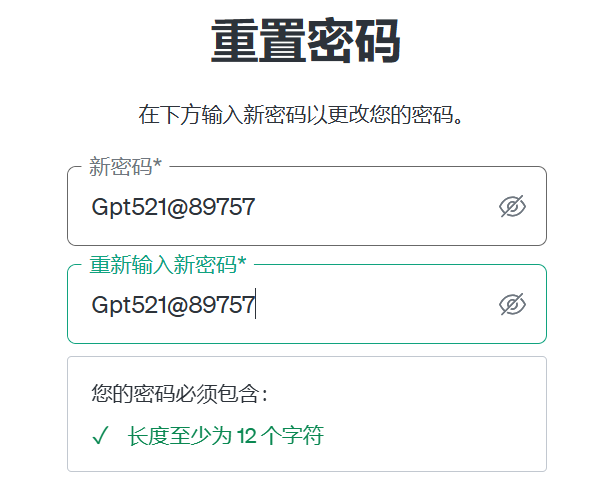 重置密码
在下方输入新密码以更改您的密码。
新密码*
Gpt521@89757
重新输入新密码*
Gpt521@89757
您的密码必须包含：
✓ 长度至少为 12 个字符